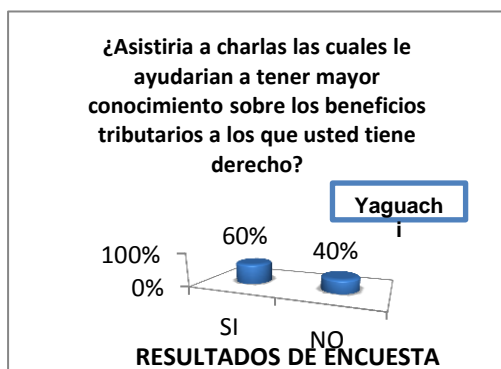 ¿Asistiria a charlas las cuales le
ayudarian a tener mayor
conocimiento sobre los beneficios
tributarios a los que usted tiene
derecho?
Yaguach
i
60%
40%
100%
0%
SI
NO
RESULTADOS DE ENCUESTA